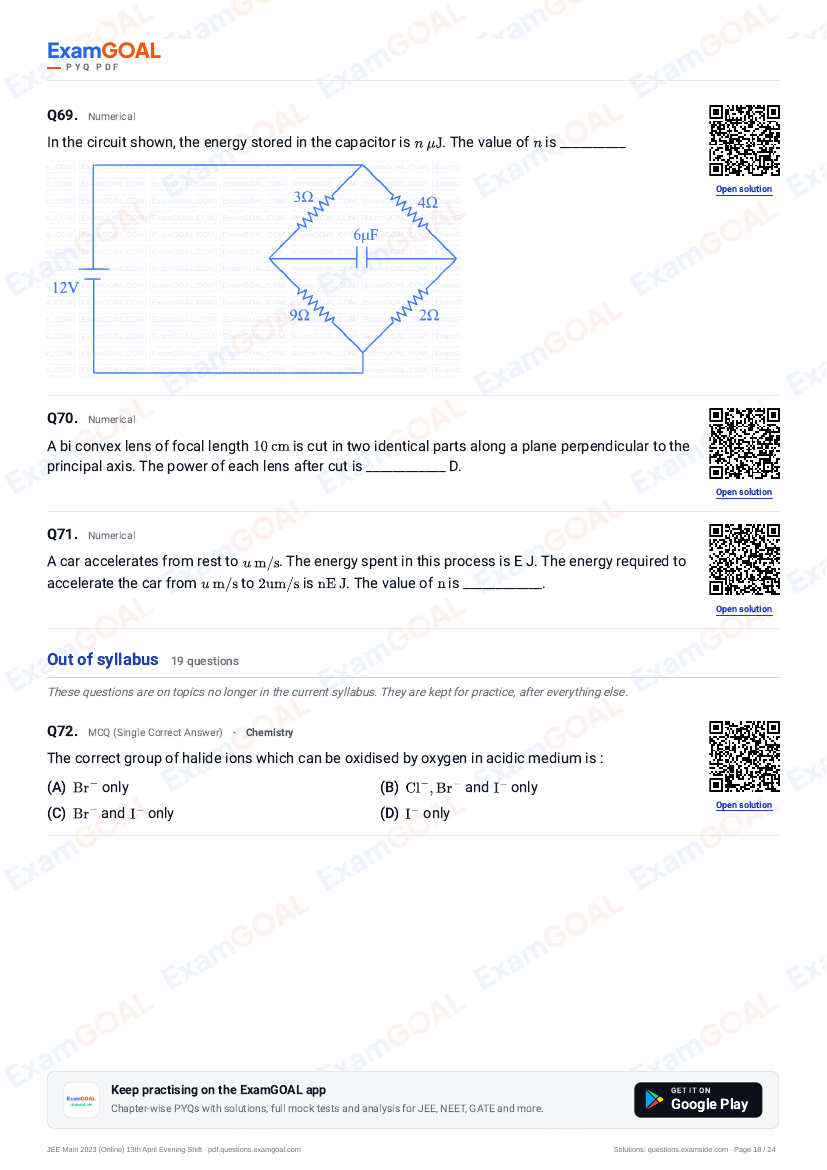 ExamGOAL
PYQ PDF
Q69. Numerical
In the circuit shown, the energy stored in the capacitor is n μJ. The value of n is __________
3Ω
4Ω
6μF
12V
9Ω
2Ω
Open solution
Q70. Numerical
A bi convex lens of focal length 10 cm is cut in two identical parts along a plane perpendicular to the
principal axis. The power of each lens after cut is ____________ D.
Open solution
Q71. Numerical
A car accelerates from rest to u m/s. The energy spent in this process is E J. The energy required to
accelerate the car from u m/s to 2um/s is nE J. The value of n is ____________.
Open solution
Out of syllabus 19 questions
These questions are on topics no longer in the current syllabus. They are kept for practice, after everything else.
Q72. MCQ (Single Correct Answer) · Chemistry
The correct group of halide ions which can be oxidised by oxygen in acidic medium is :
(A) Br⁻ only
(B) Cl⁻, Br⁻ and I⁻ only
(C) Br⁻ and I⁻ only
(D) I⁻ only
Open solution
ExamGOAL
Keep practising on the ExamGOAL app
Chapter-wise PYQs with solutions, full mock tests and analysis for JEE, NEET, GATE and more.
GET IT ON
Google Play
JEE Main 2023 (Online) 13th April Evening Shift · pdf.questions.examgoal.com
Solutions: questions.examside.com · Page 18 / 24